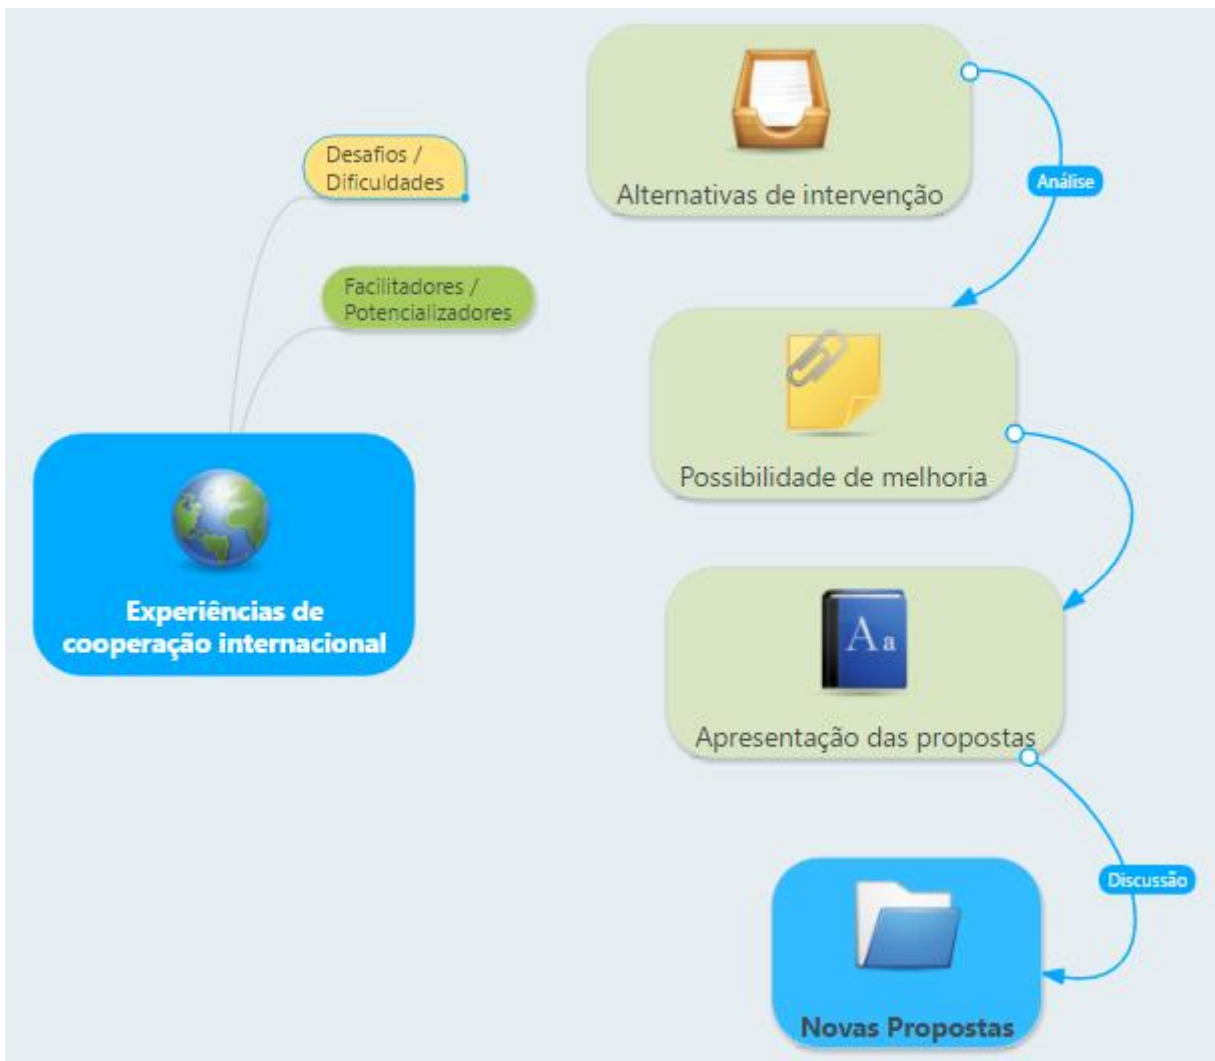 Desafios /
Dificuldades
Facilitadores /
Potencializadores
Experiências de
cooperação internacional
Alternativas de intervenção
Análise
Possibilidade de melhoria
Aa
Apresentação das propostas
Discussão
Novas Propostas